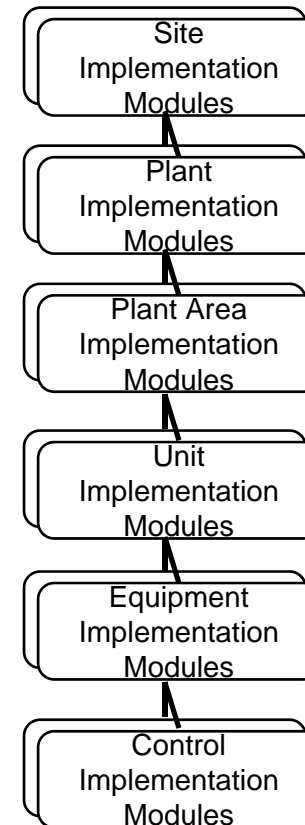 Site
Implementation
Modules
Plant
Implementation
Modules
Plant Area
Implementation
Modules
Unit
Implementation
Modules
Equipment
Implementation
Modules
Control
Implementation
Modules